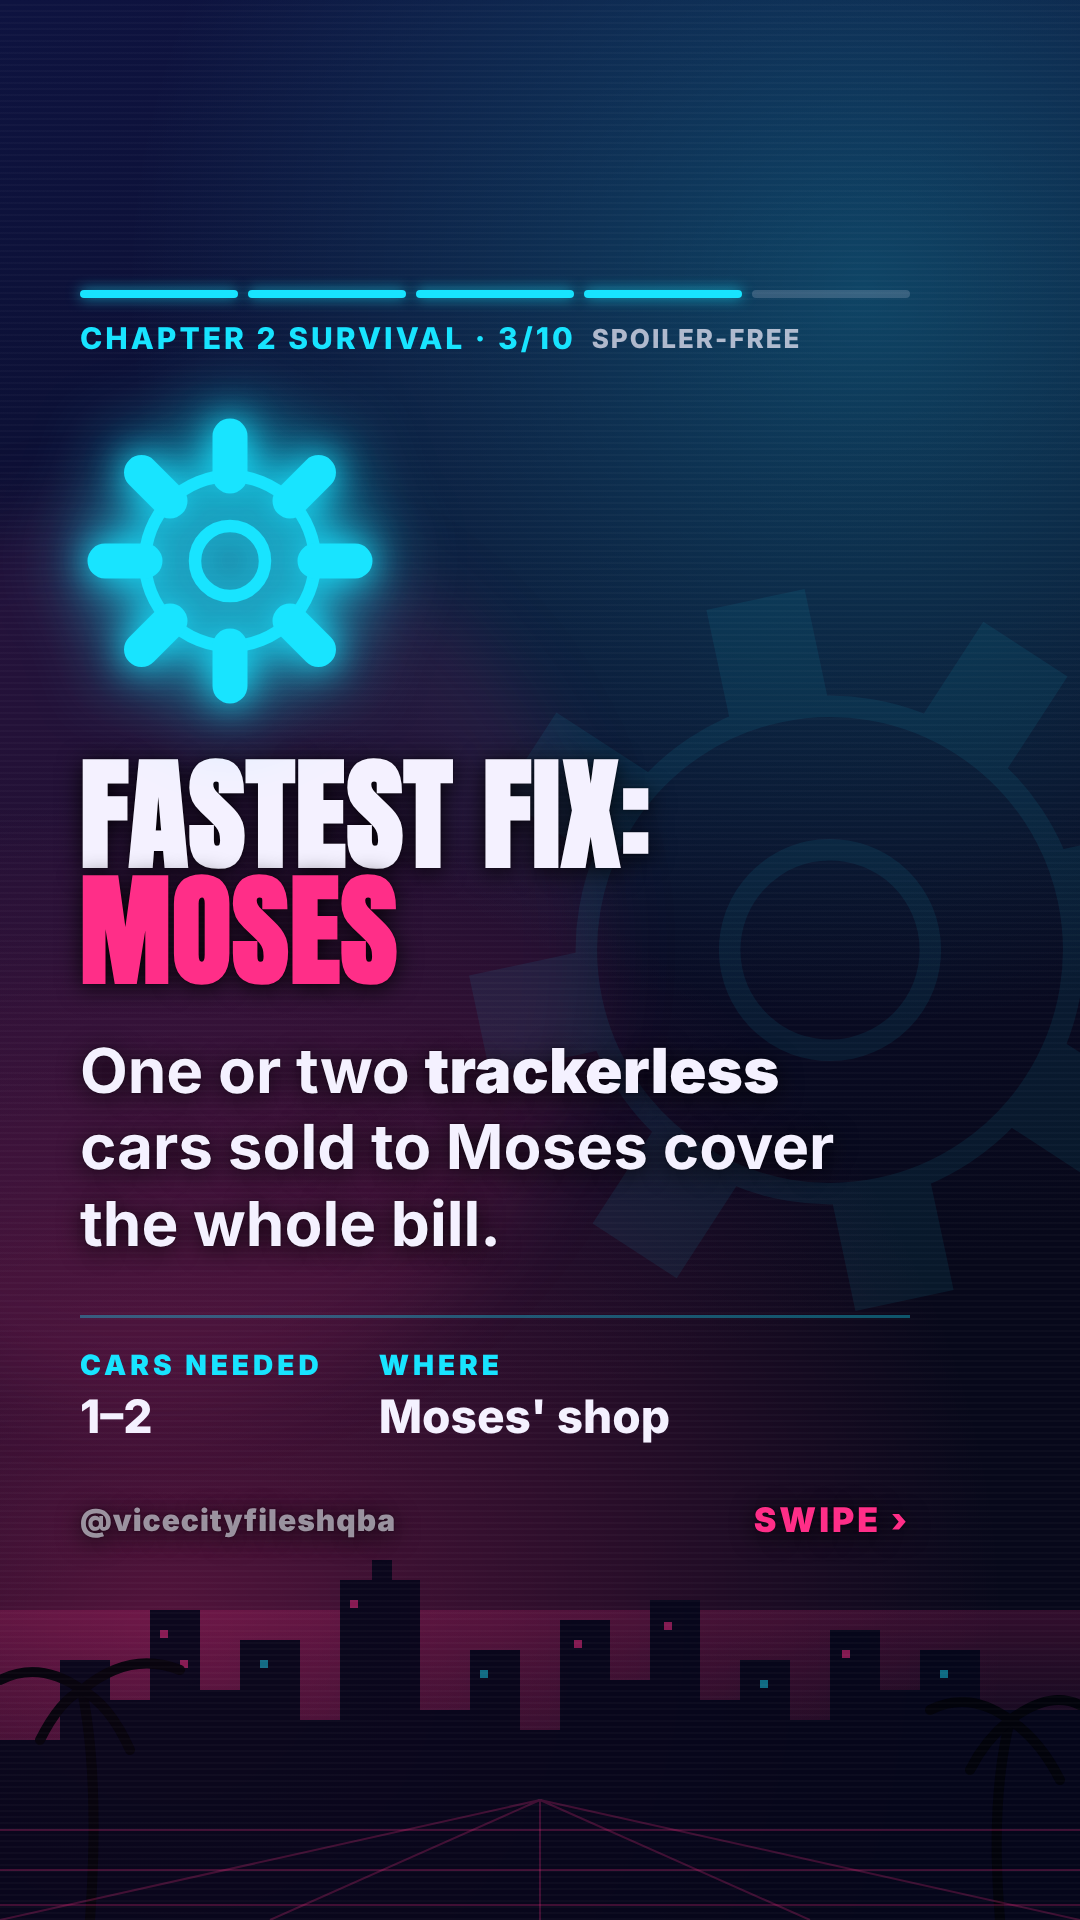 CHAPTER 2 SURVIVAL · 3/10 SPOILER-FREE
FASTEST FIX:
MOSES
One or two trackerless
cars sold to Moses cover
the whole bill.
CARS NEEDED WHERE
1–2 Moses' shop
@vicecityfileshqba SWIPE ›